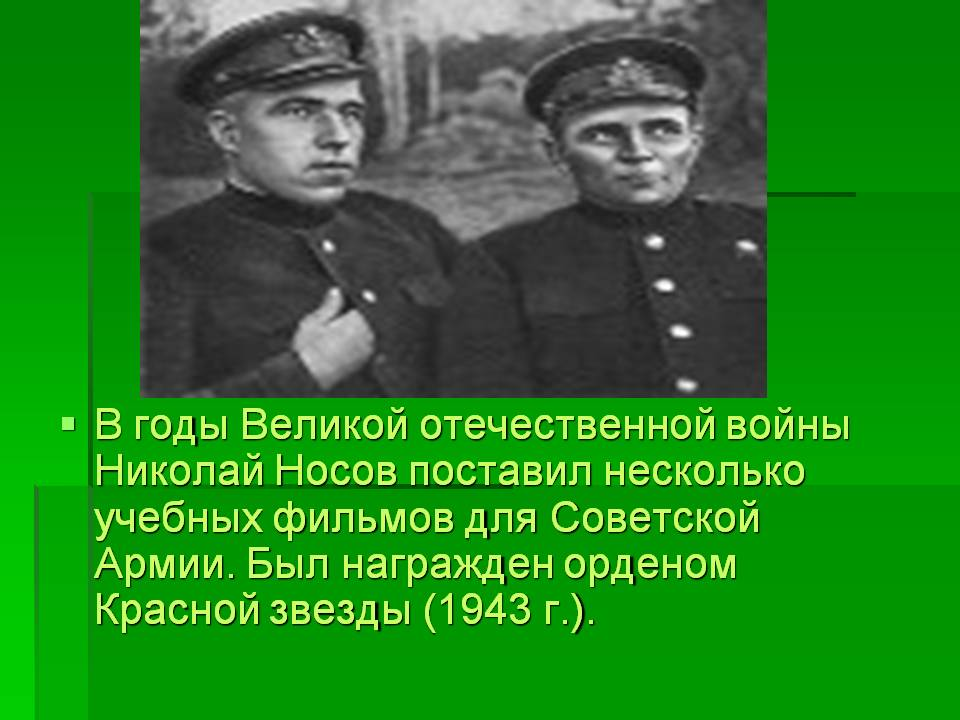 В годы Великой отечественной войны
Николай Носов поставил несколько
учебных фильмов для Советской
Армии. Был награжден орденом
Красной звезды (1943 г.).